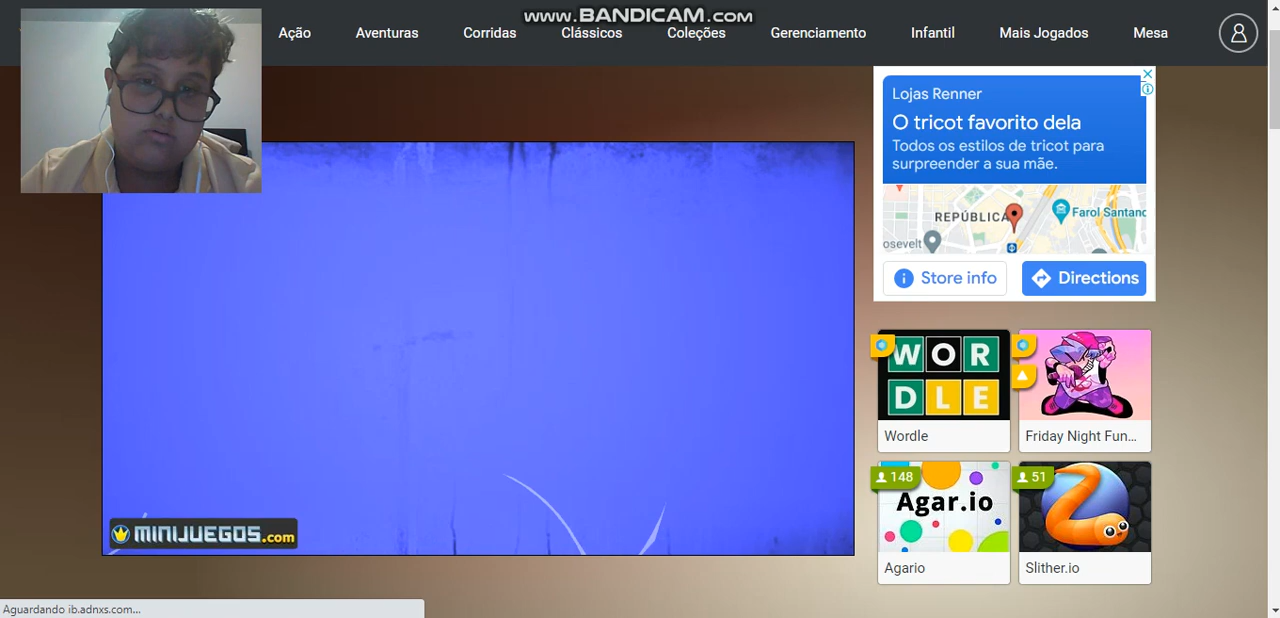 www.BANDICAM.com
Ação Aventuras Corridas Clássicos Coleções Gerenciamento Infantil Mais Jogados Mesa
Lojas Renner
O tricot favorito dela
Todos os estilos de tricot para
surpreender a sua mãe.
REPÚBLICA
Farol Santand
osevelt
Store info
Directions
WOR
DLE
Wordle
Friday Night Fun...
148
Agar.io
Agario
51
Slither.io
MINIJUEGOS.com
Aguardando ib.adnxs.com...